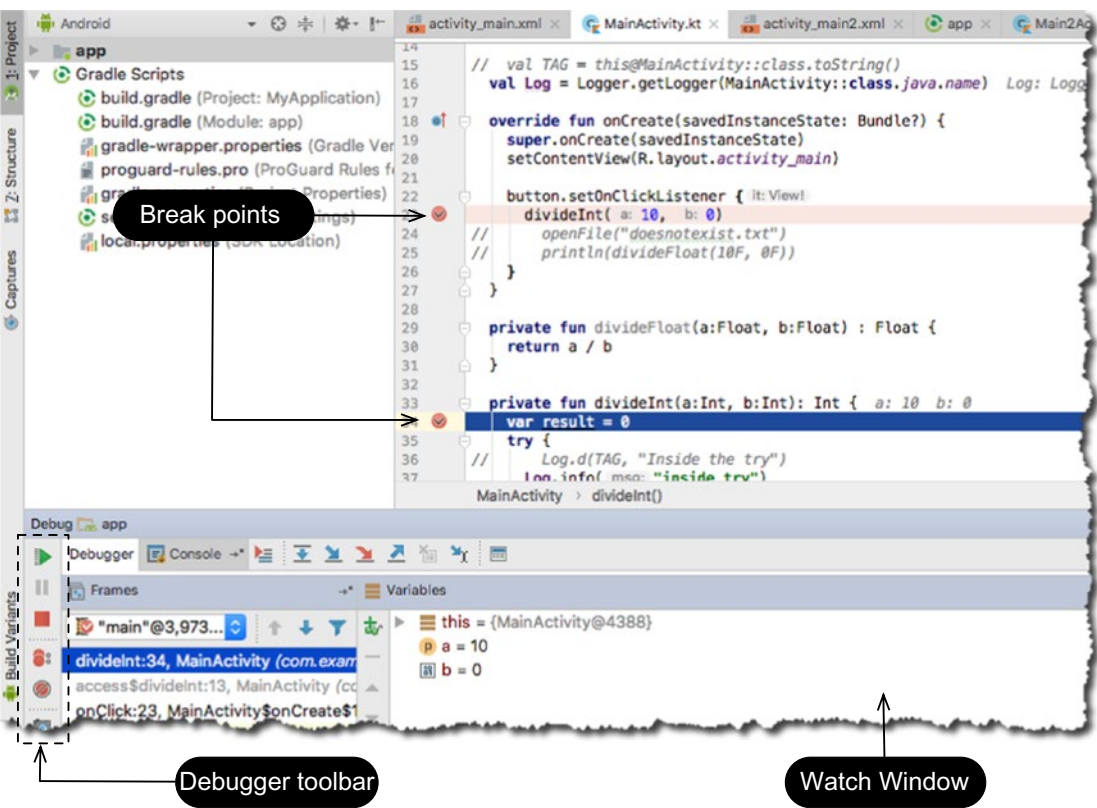 1: Project
Z: Structure
Captures
Build Variants
Android
app
Gradle Scripts
build.gradle (Project: MyApplication)
build.gradle (Module: app)
gradle-wrapper.properties (Gradle Ver
proguard-rules.pro (ProGuard Rules f
Properties)
tings)
local.properties (SDK Location)
Break points
activity_main.xml
MainActivity.kt
activity_main2.xml
app
Main2Ac
14
15 // val TAG = this@MainActivity::class.toString()
16 val Log = Logger.getLogger(MainActivity::class.java.name) Log: Logg
17
18 override fun onCreate(savedInstanceState: Bundle?) {
19 super.onCreate(savedInstanceState)
20 setContentView(R.layout.activity_main)
21
22 button.setOnClickListener { it: View!
divideInt( a: 10, b: 0)
24 // openFile("doesnotexist.txt")
25 // println(divideFloat(10F, 0F))
26 }
27 }
28
29 private fun divideFloat(a:Float, b:Float) : Float {
30 return a / b
31 }
32
33 private fun divideInt(a:Int, b:Int): Int { a: 10 b: 0
var result = 0
35 try {
36 // Log.d(TAG, "Inside the try")
37 Log.info( msg: "inside try")
MainActivity › divideInt()
Debug app
Debugger
Console
Frames
Variables
"main"@3,973...
divideInt:34, MainActivity (com.exam
access$divideInt:13, MainActivity (cc
onClick:23, MainActivity$onCreate$1
this = {MainActivity@4388}
p a = 10
b = 0
Debugger toolbar
Watch Window